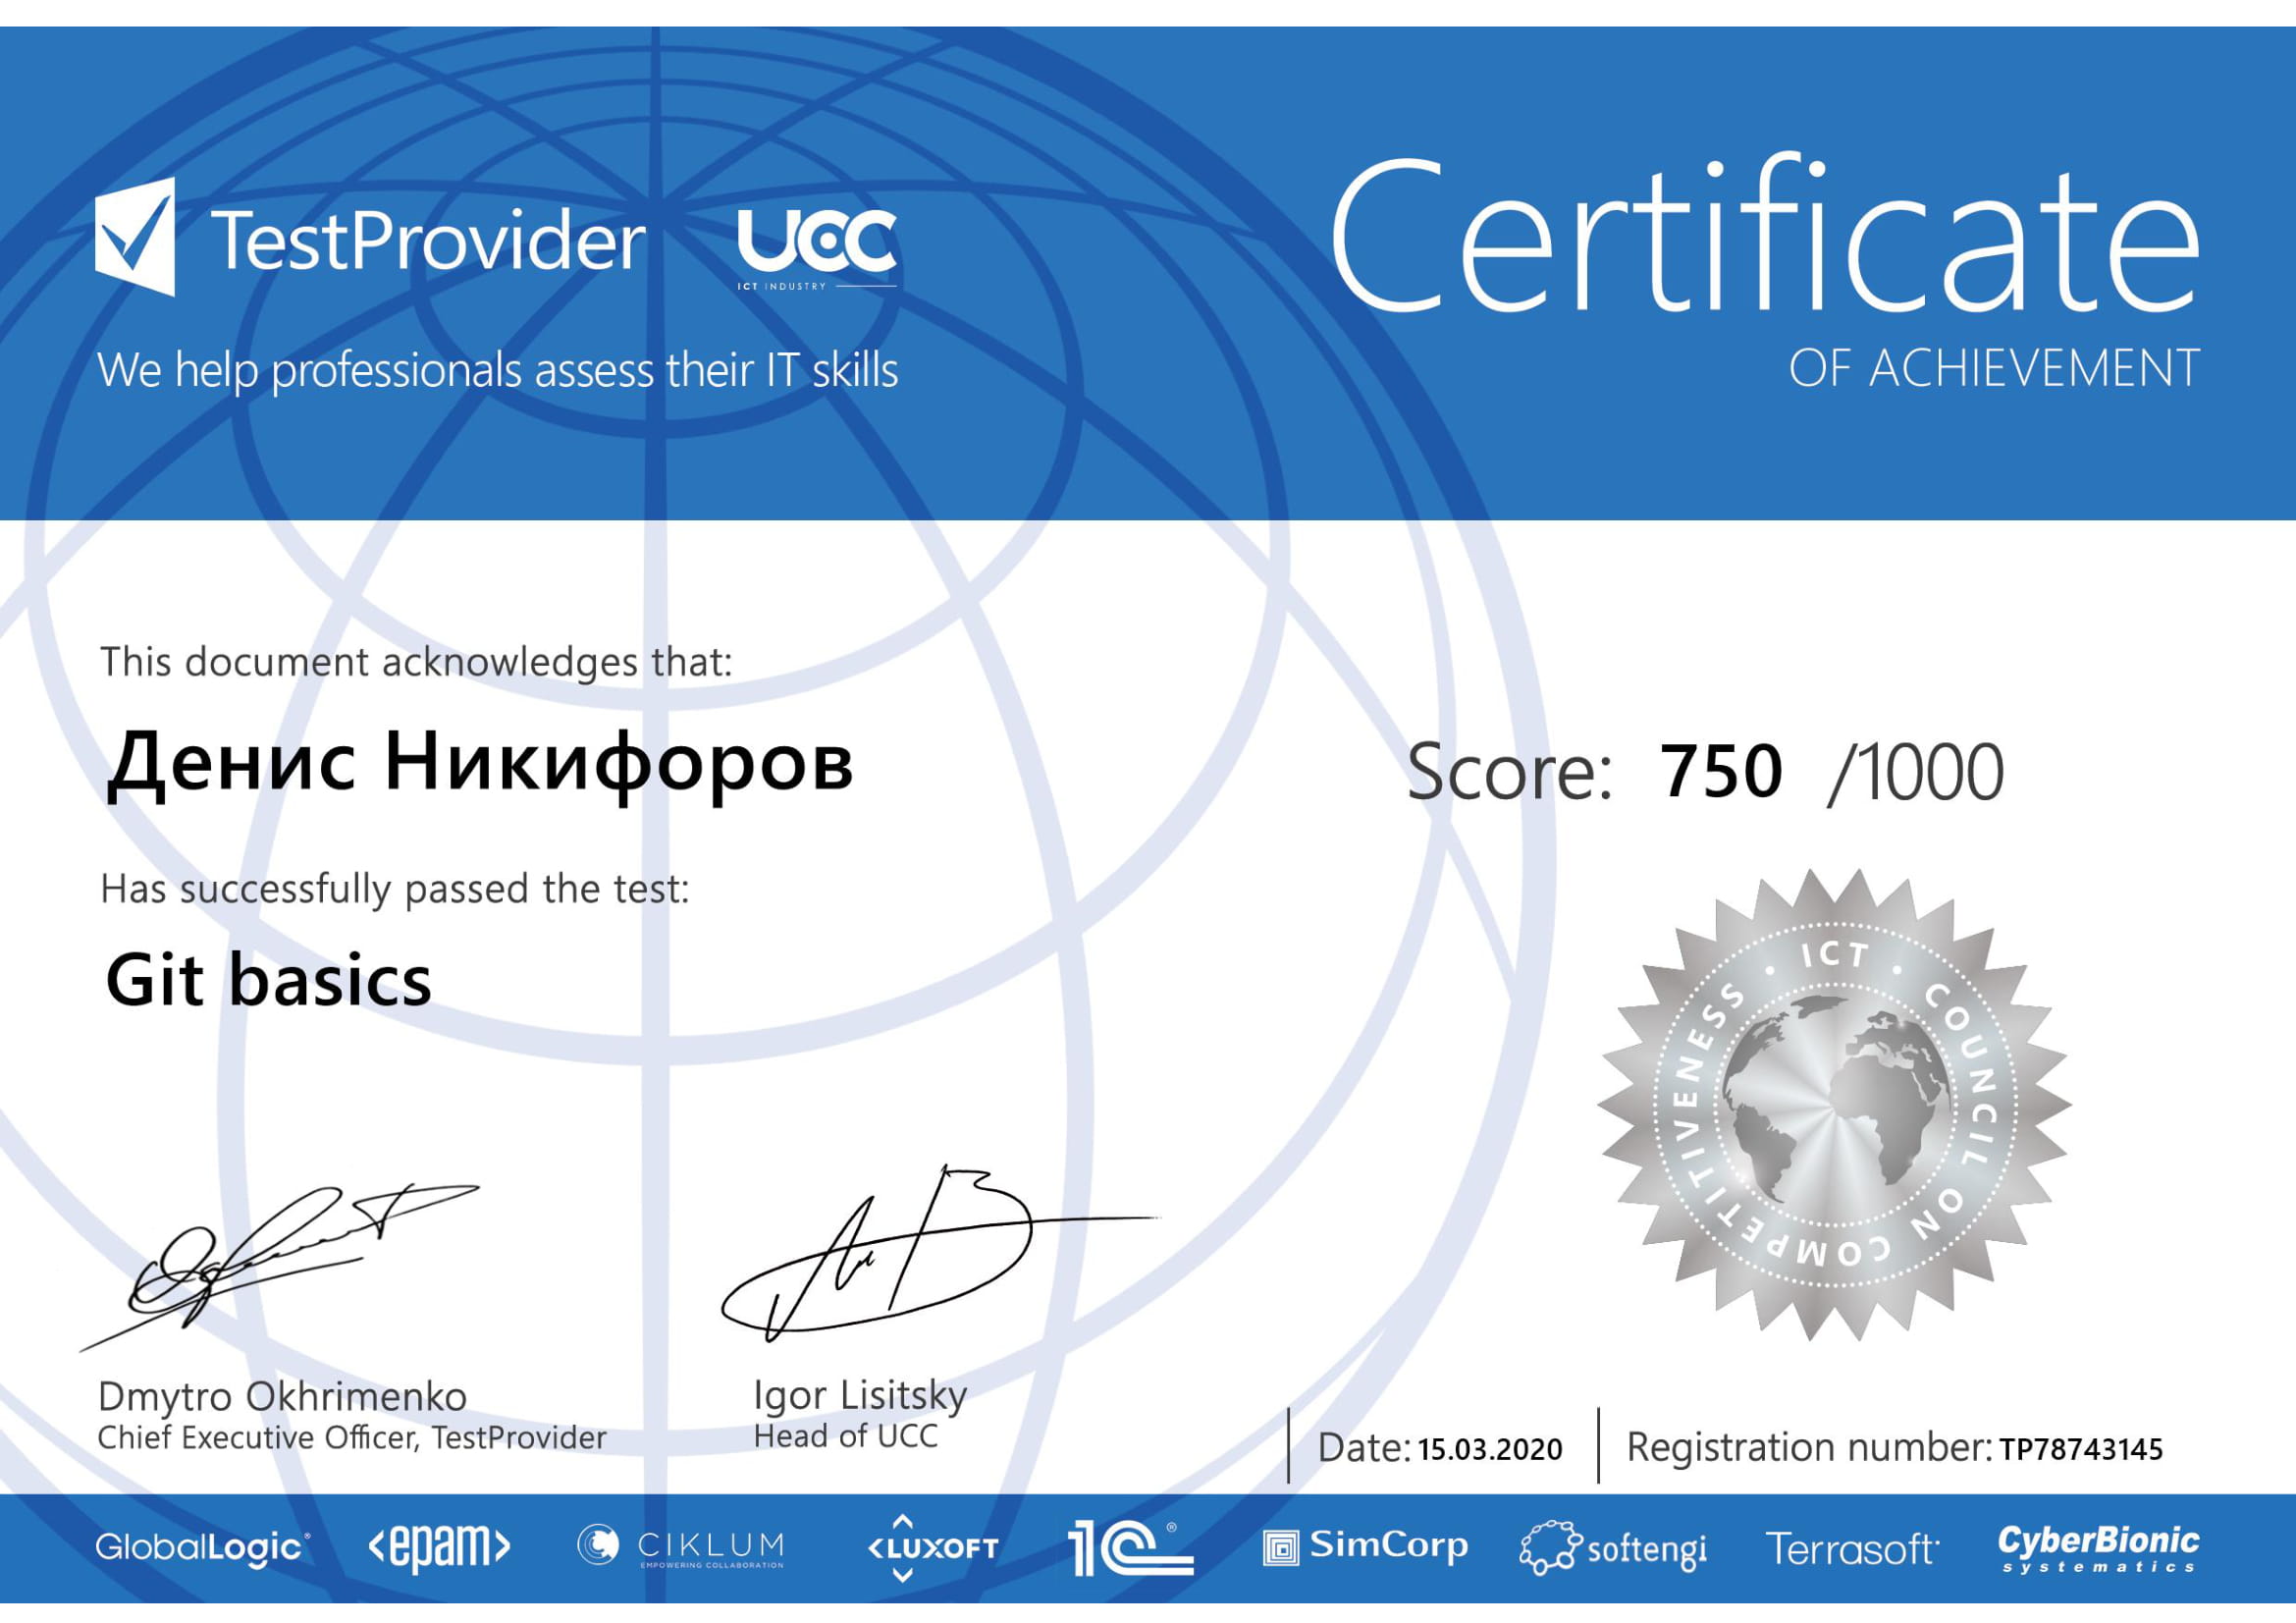 TestProvider
UCC
ICT INDUSTRY
We help professionals assess their IT skills
Certificate
OF ACHIEVEMENT
This document acknowledges that:
Денис Никифоров
Score: 750 /1000
Has successfully passed the test:
Git basics
ICT • COUNCIL ON COMPETITIVENESS •
Dmytro Okhrimenko
Chief Executive Officer, TestProvider
Igor Lisitsky
Head of UCC
Date: 15.03.2020
Registration number: TP78743145
GlobalLogic®
<epam>
CIKLUM
EMPOWERING COLLABORATION
<LUXOFT
1C®
SimCorp
softengi
Terrasoft
CyberBionic
systematics